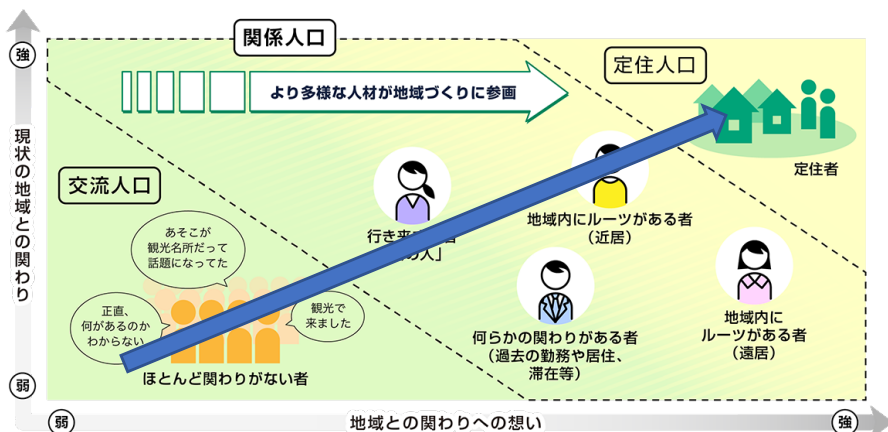 強
関係人口
定住人口
より多様な人材が地域づくりに参画
現状の地域との関わり
定住者
交流人口
あそこが
観光名所だって
話題になってた
行き来
の人」
地域内にルーツがある者
（近居）
正直、
何があるのか
わからない
観光で
来ました
何らかの関わりがある者
（過去の勤務や居住、
滞在等）
地域内に
ルーツがある者
（遠居）
ほとんど関わりがない者
弱
弱
地域との関わりへの想い
強